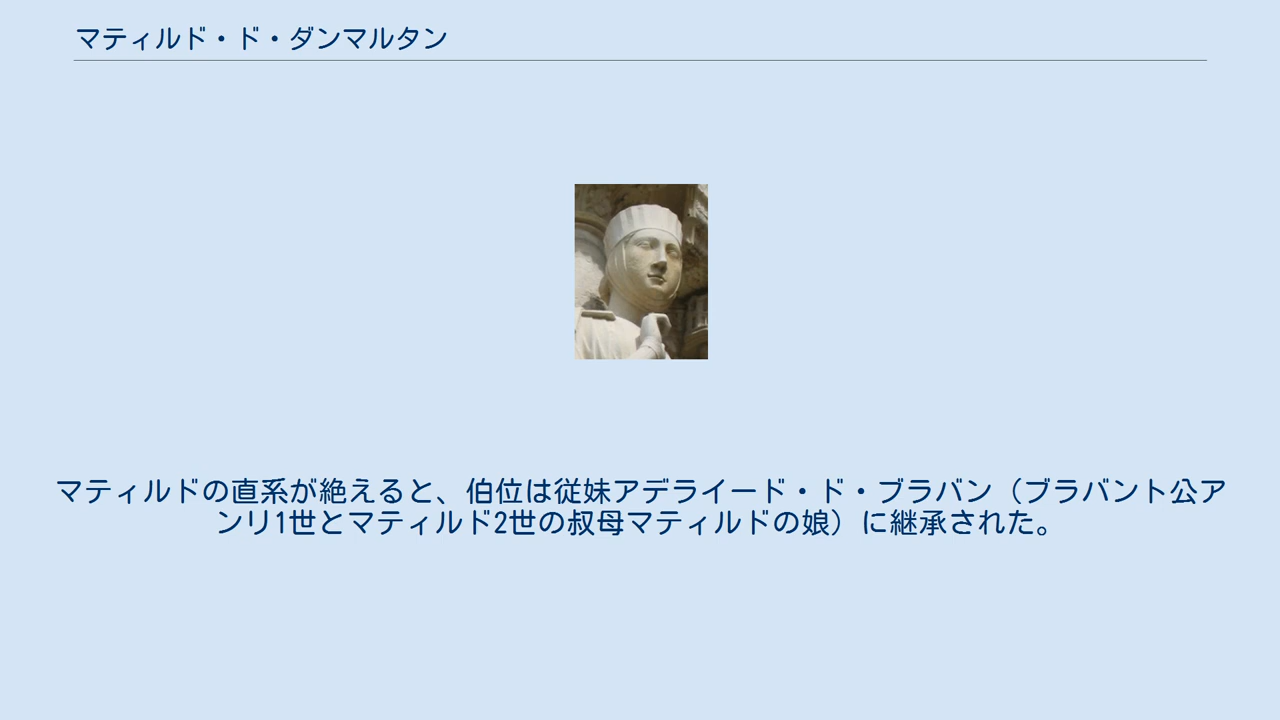 マティルド・ド・ダンマルタン
マティルドの直系が絶えると、伯位は従妹アデライード・ド・ブラバン（ブラバント公ア
ンリ1世とマティルド2世の叔母マティルドの娘）に継承された。